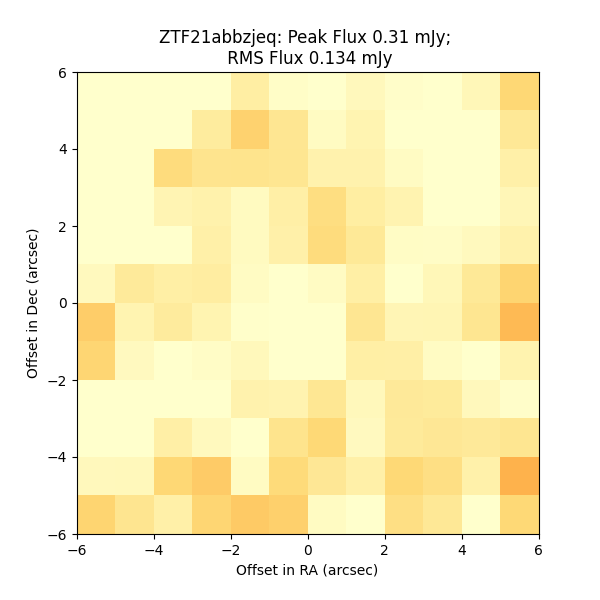 ZTF21abbzjeq: Peak Flux 0.31 mJy;
RMS Flux 0.134 mJy
6
4
2
0
−2
−4
−6
Offset in Dec (arcsec)
−6 −4 −2 0 2 4 6
Offset in RA (arcsec)